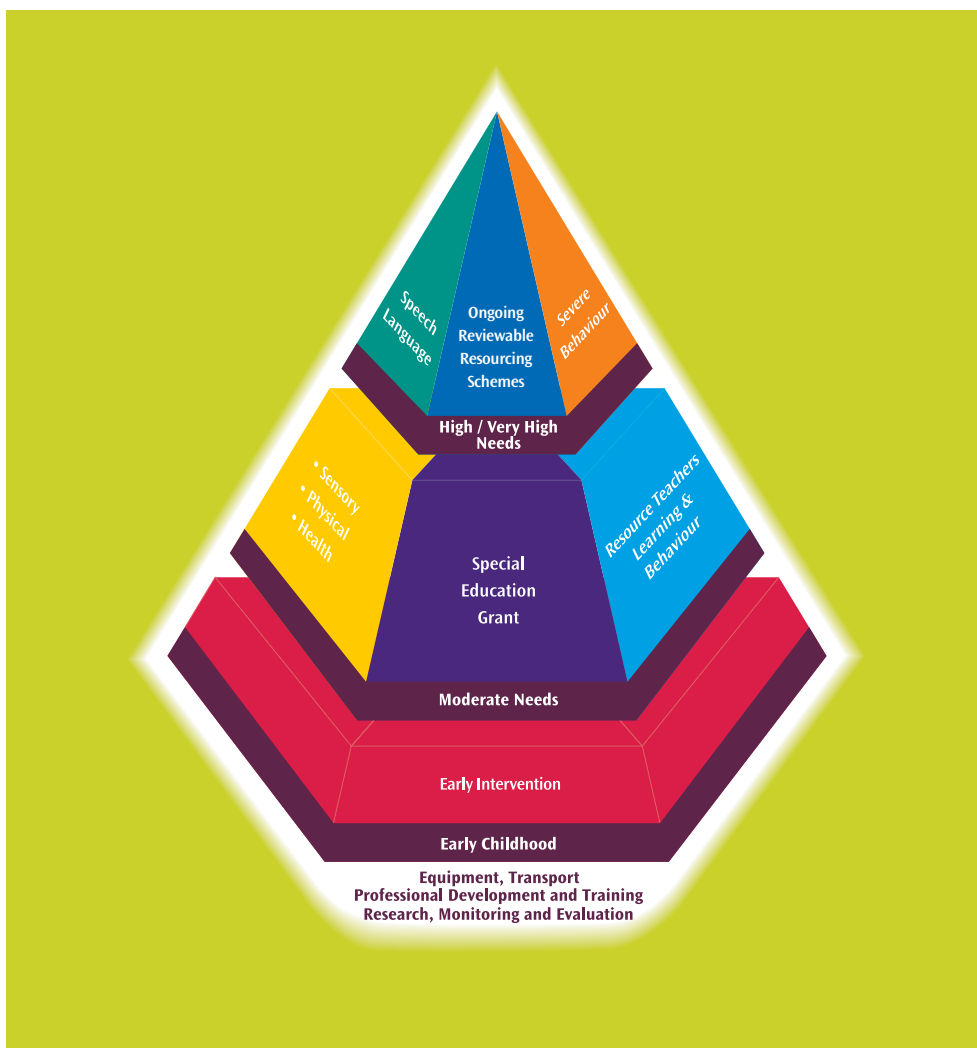 Speech
Language
Ongoing
Reviewable
Resourcing
Schemes
Severe
Behaviour
High / Very High
Needs
• Sensory
• Physical
• Health
Special
Education
Grant
Resource Teachers
Learning &
Behaviour
Moderate Needs
Early Intervention
Early Childhood
Equipment, Transport
Professional Development and Training
Research, Monitoring and Evaluation